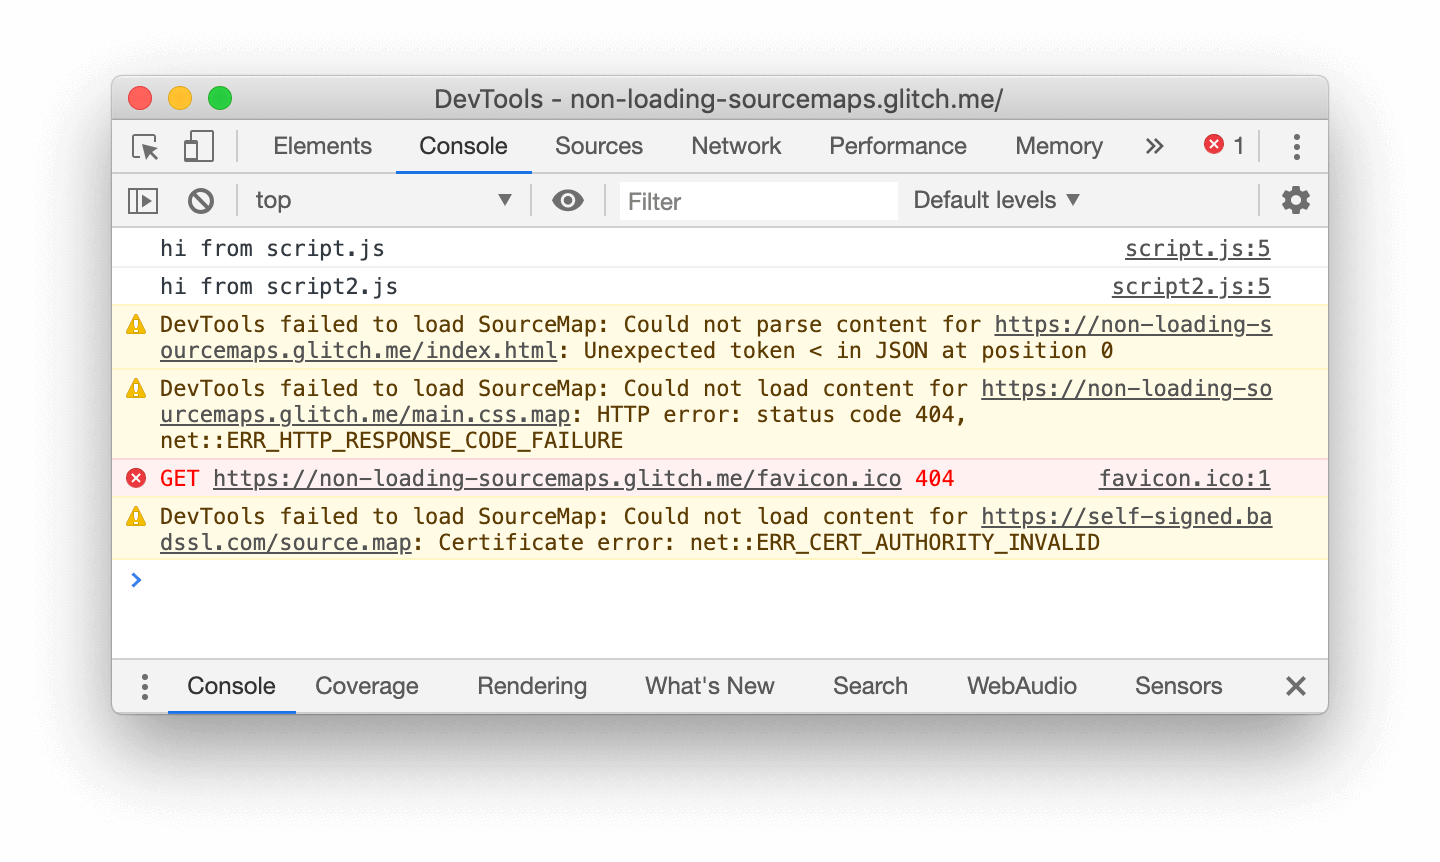 DevTools - non-loading-sourcemaps.glitch.me/
Elements Console Sources Network Performance Memory 1
top Filter Default levels
hi from script.js script.js:5
hi from script2.js script2.js:5
DevTools failed to load SourceMap: Could not parse content for https://non-loading-s
ourcemaps.glitch.me/index.html: Unexpected token < in JSON at position 0
DevTools failed to load SourceMap: Could not load content for https://non-loading-so
urcemaps.glitch.me/main.css.map: HTTP error: status code 404,
net::ERR_HTTP_RESPONSE_CODE_FAILURE
GET https://non-loading-sourcemaps.glitch.me/favicon.ico 404 favicon.ico:1
DevTools failed to load SourceMap: Could not load content for https://self-signed.ba
dssl.com/source.map: Certificate error: net::ERR_CERT_AUTHORITY_INVALID
Console Coverage Rendering What's New Search WebAudio Sensors